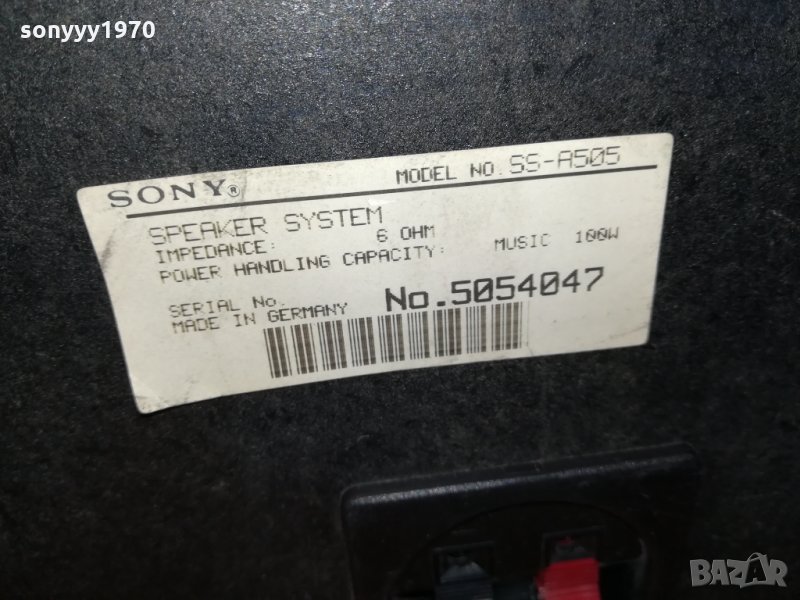 sonyyy1970
SONY® MODEL NO. SS-A505
SPEAKER SYSTEM
IMPEDANCE: 6 OHM
POWER HANDLING CAPACITY: MUSIC 100W
SERIAL No. No.5054047
MADE IN GERMANY
BAZAR